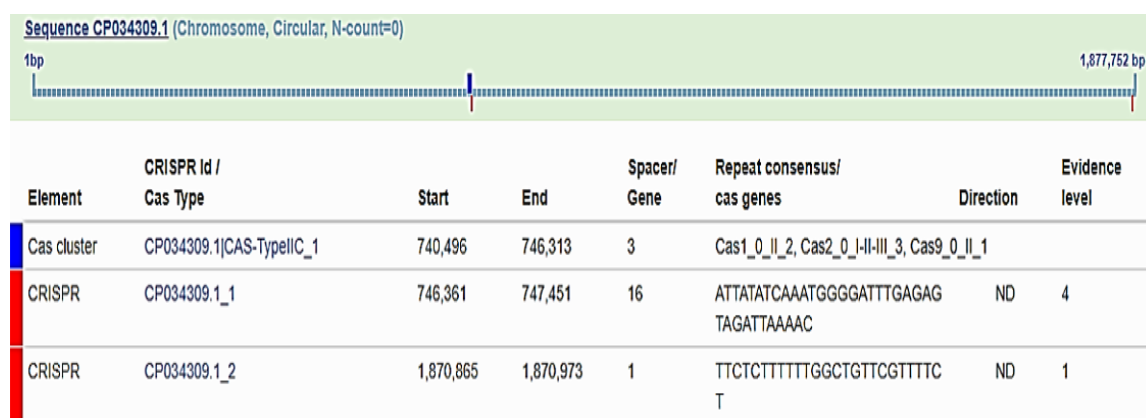 Sequence CP034309.1 (Chromosome, Circular, N-count=0)
1bp 1,877,752 bp
CRISPR Id / Spacer/ Repeat consensus/ Evidence
Element Cas Type Start End Gene cas genes Direction level
Cas cluster CP034309.1|CAS-TypeIIC_1 740,496 746,313 3 Cas1_0_II_2, Cas2_0_I-II-III_3, Cas9_0_II_1
CRISPR CP034309.1_1 746,361 747,451 16 ATTATATCAAATGGGGATTTGAGAG ND 4
TAGATTAAAAC
CRISPR CP034309.1_2 1,870,865 1,870,973 1 TTCTCTTTTTTGGCTGTTCGTTTTC ND 1
T